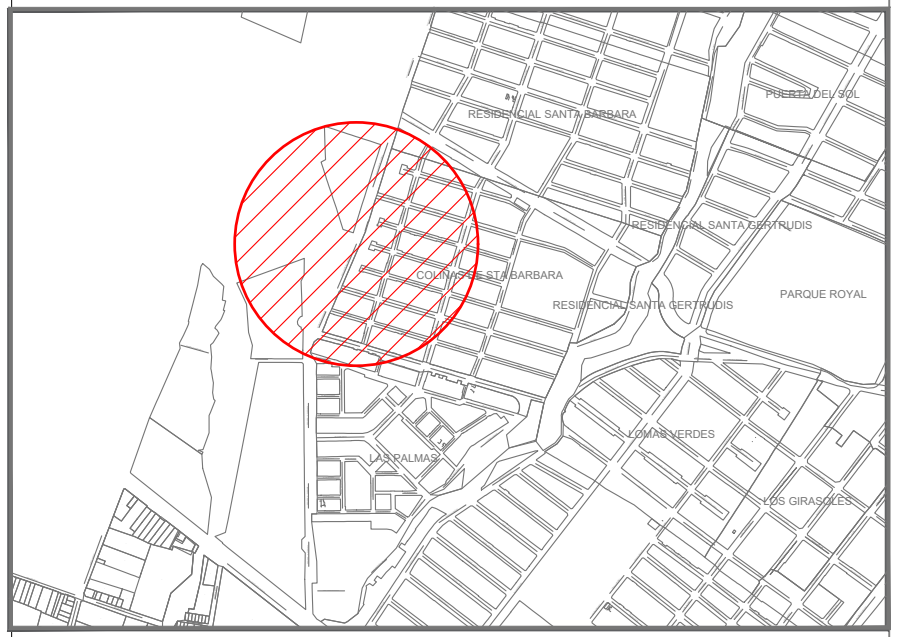 PUERTA DEL SOL
RESIDENCIAL SANTA BARBARA
RESIDENCIAL SANTA GERTRUDIS
COLINAS DE STA BARBARA
PARQUE ROYAL
RESIDENCIAL SANTA GERTRUDIS
LOMAS VERDES
LAS PALMAS
LOS GIRASOLES